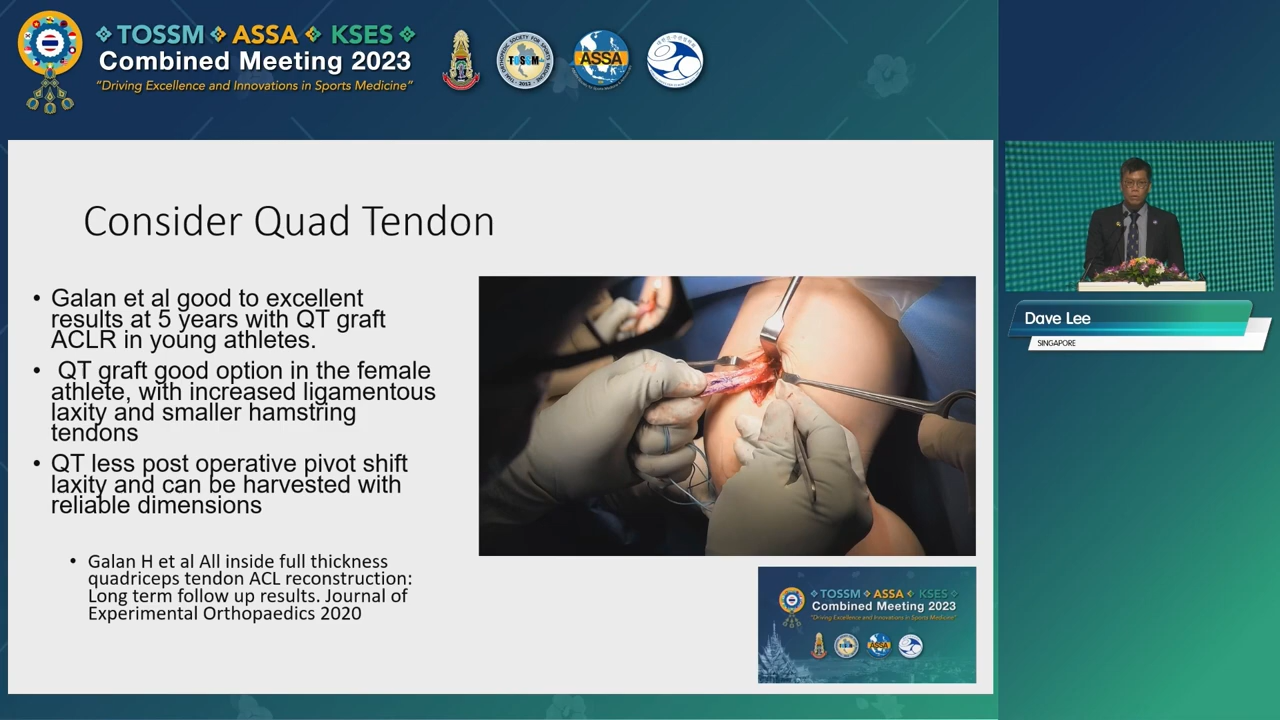 TOSSM ASSA KSES
Combined Meeting 2023
"Driving Excellence and Innovations in Sports Medicine"
TOSSM
ASSA
Consider Quad Tendon
• Galan et al good to excellent
results at 5 years with QT graft
ACLR in young athletes.
• QT graft good option in the female
athlete, with increased ligamentous
laxity and smaller hamstring
tendons
• QT less post operative pivot shift
laxity and can be harvested with
reliable dimensions
• Galan H et al All inside full thickness
quadriceps tendon ACL reconstruction:
Long term follow up results. Journal of
Experimental Orthopaedics 2020
TOSSM ASSA KSES
Combined Meeting 2023
"Driving Excellence and Innovations in Sports Medicine"
ASSA
Dave Lee
SINGAPORE